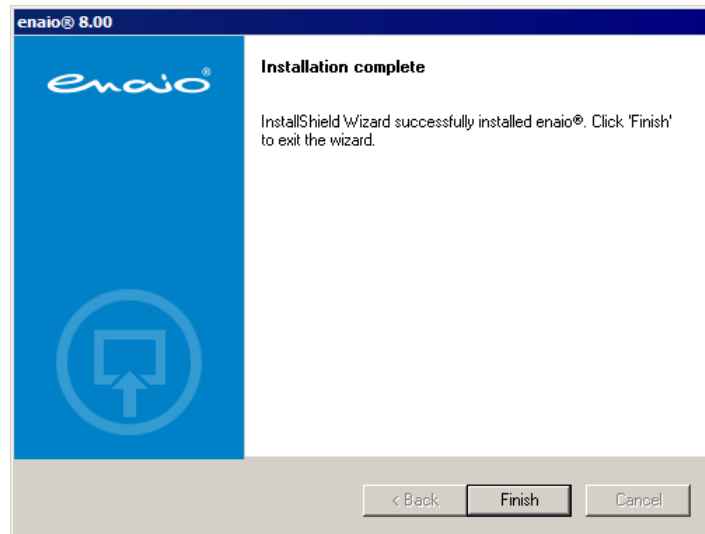 enaio® 8.00
enaio®
Installation complete
InstallShield Wizard successfully installed enaio®. Click 'Finish'
to exit the wizard.
< Back
Finish
Cancel